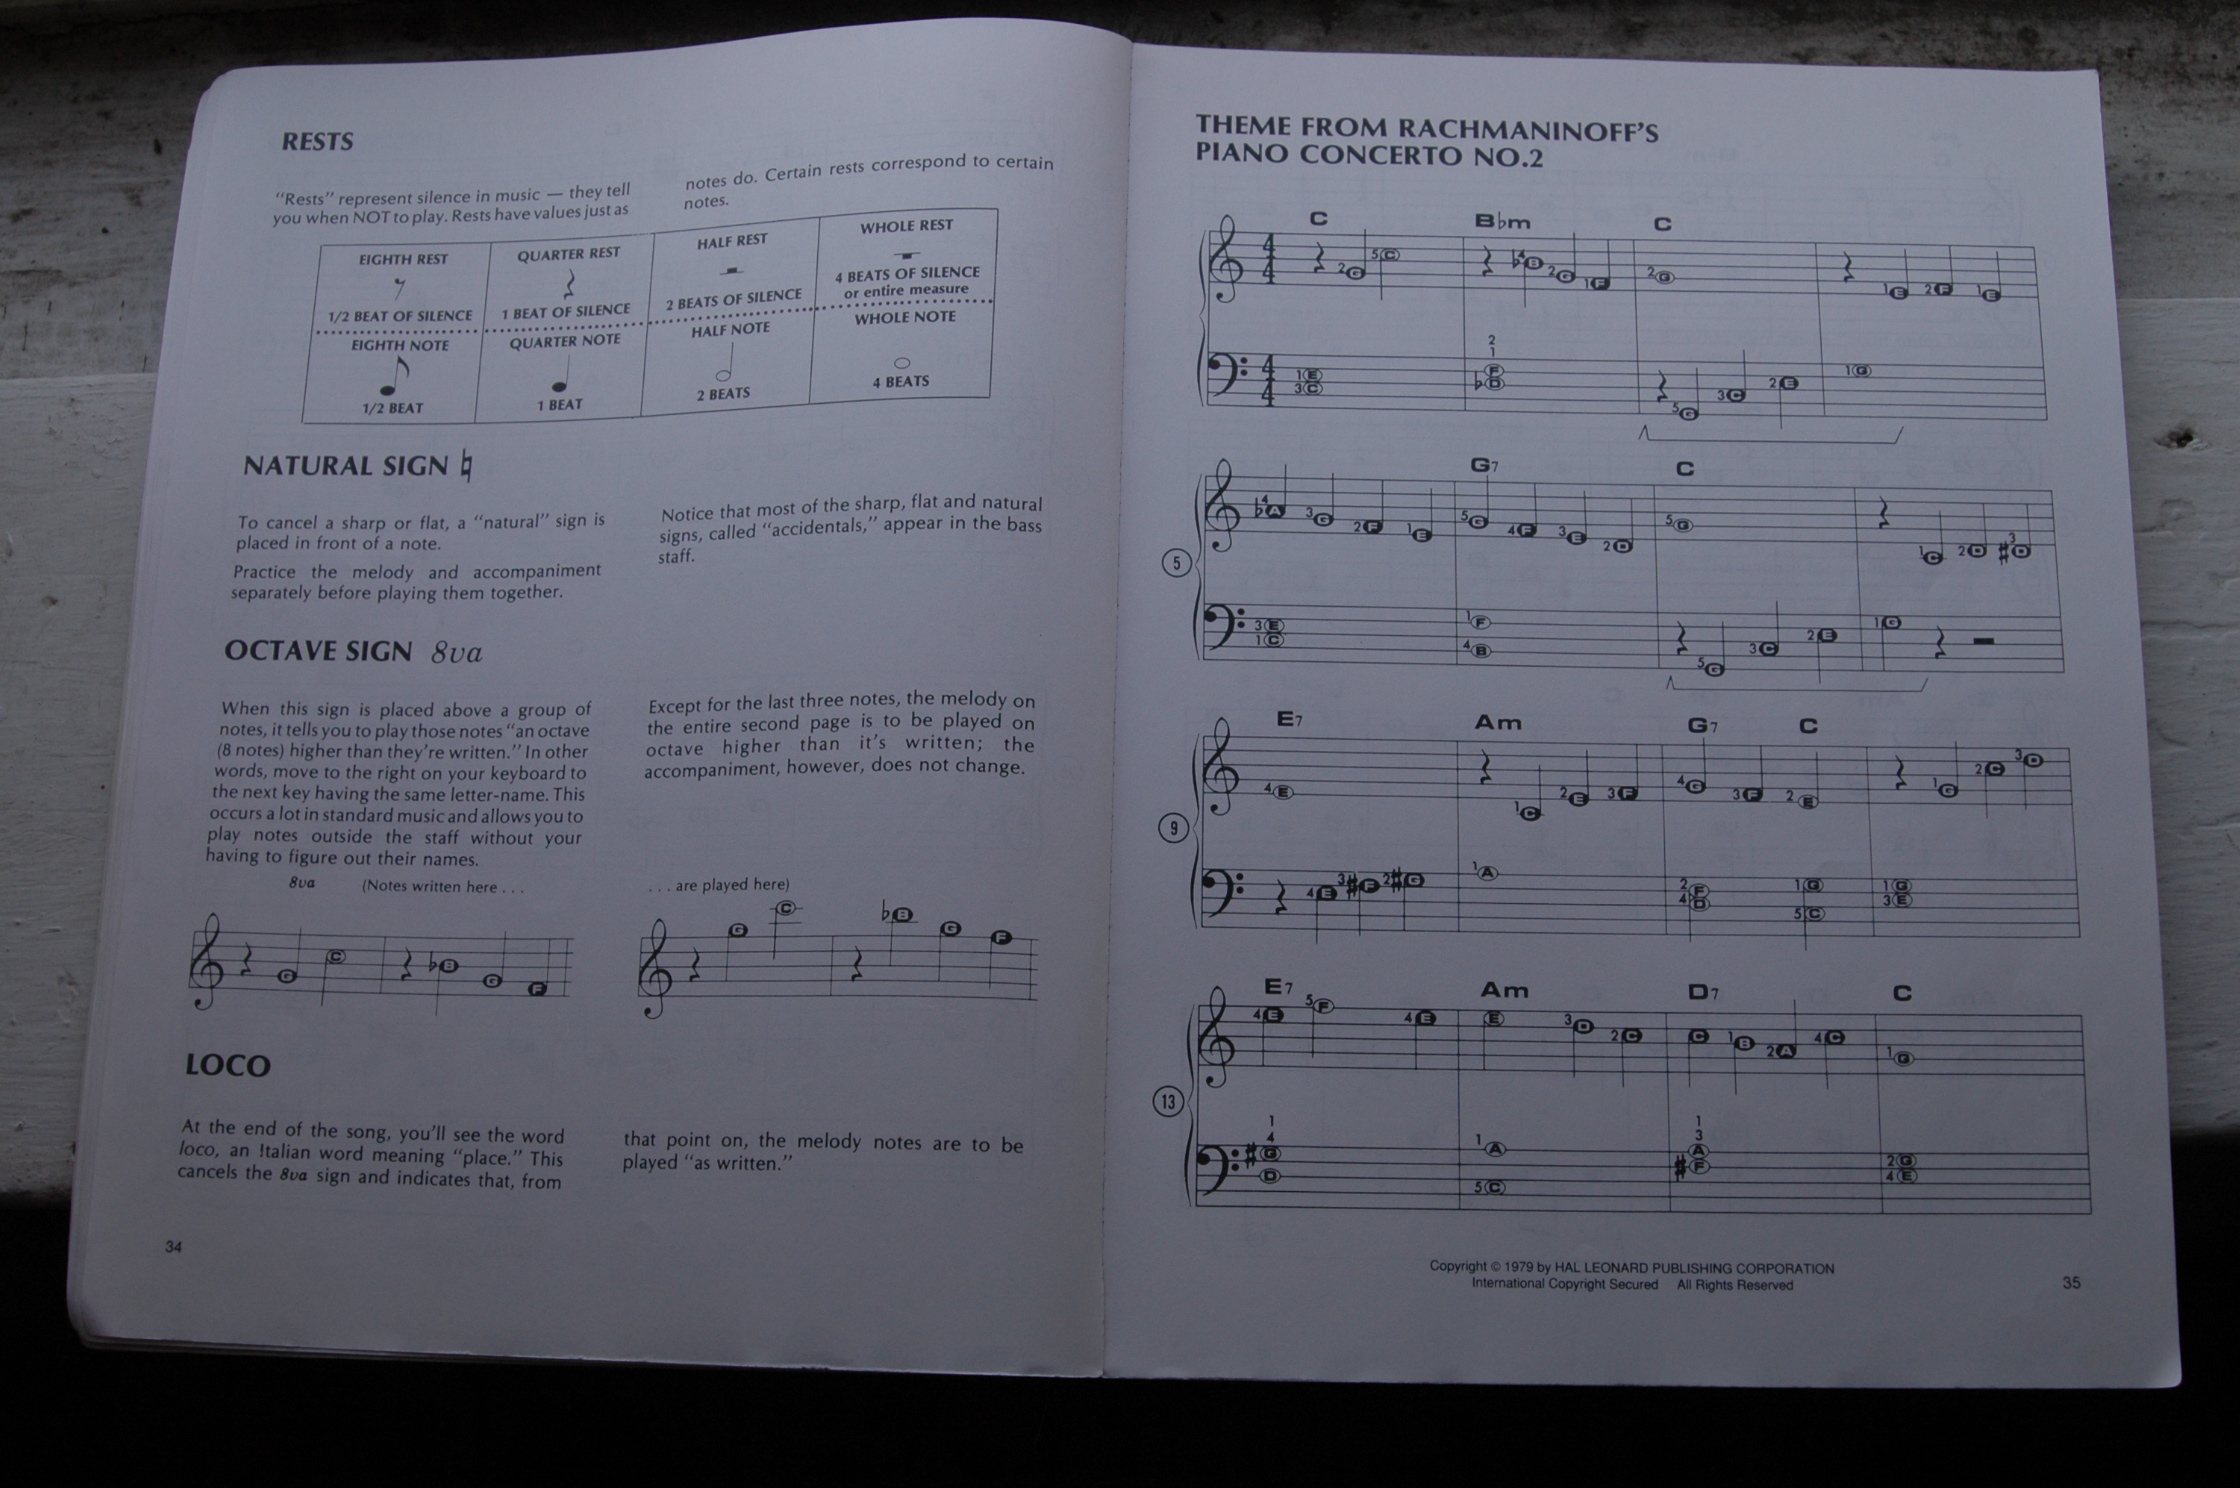 RESTS
"Rests" represent silence in music — they tell
you when NOT to play. Rests have values just as
notes do. Certain rests correspond to certain
notes.
EIGHTH REST
1/2 BEAT OF SILENCE
QUARTER REST
1 BEAT OF SILENCE
HALF REST
2 BEATS OF SILENCE
WHOLE REST
4 BEATS OF SILENCE
or entire measure
EIGHTH NOTE
1/2 BEAT
QUARTER NOTE
1 BEAT
HALF NOTE
2 BEATS
WHOLE NOTE
4 BEATS
NATURAL SIGN ♮
To cancel a sharp or flat, a "natural" sign is
placed in front of a note.
Practice the melody and accompaniment
separately before playing them together.
Notice that most of the sharp, flat and natural
signs, called "accidentals," appear in the bass
staff.
OCTAVE SIGN 8va
When this sign is placed above a group of
notes, it tells you to play those notes "an octave
(8 notes) higher than they're written." In other
words, move to the right on your keyboard to
the next key having the same letter-name. This
occurs a lot in standard music and allows you to
play notes outside the staff without your
having to figure out their names.
Except for the last three notes, the melody on
the entire second page is to be played on
octave higher than it's written; the
accompaniment, however, does not change.
8va (Notes written here . . .
. . . are played here)
G C ♭B G F
G C ♭B G F
LOCO
At the end of the song, you'll see the word
loco, an Italian word meaning "place." This
cancels the 8va sign and indicates that, from
that point on, the melody notes are to be
played "as written."
34
THEME FROM RACHMANINOFF'S
PIANO CONCERTO NO.2
C B♭m C
4 4 2G 5C ♭4B 2G 1F 2G 1E 2F 1E
2 1
4 4 1E 3C F ♭D 5G 3C 2E 1G
G7 C
♭4A 3G 2F 1E 5G 4F 3E 2D 5G 1C 2D ♯3D
5
3E 1C 1F 4B 5G 3C 2E 1G
E7 Am G7 C
4E 1C 2E 3F 4G 3F 2E 1G 2C 3D
9
4E 3♯F 2♯G 1A 2F 4D 1G 5C 1G 3E
E7 Am D7 C
4E 5F 4E E 3D 2C C 1B 2A 4C 1G
13
1 4 ♯G D 1A 5C 1 3 A ♯F 2G 4E
Copyright © 1979 by HAL LEONARD PUBLISHING CORPORATION
International Copyright Secured All Rights Reserved
35